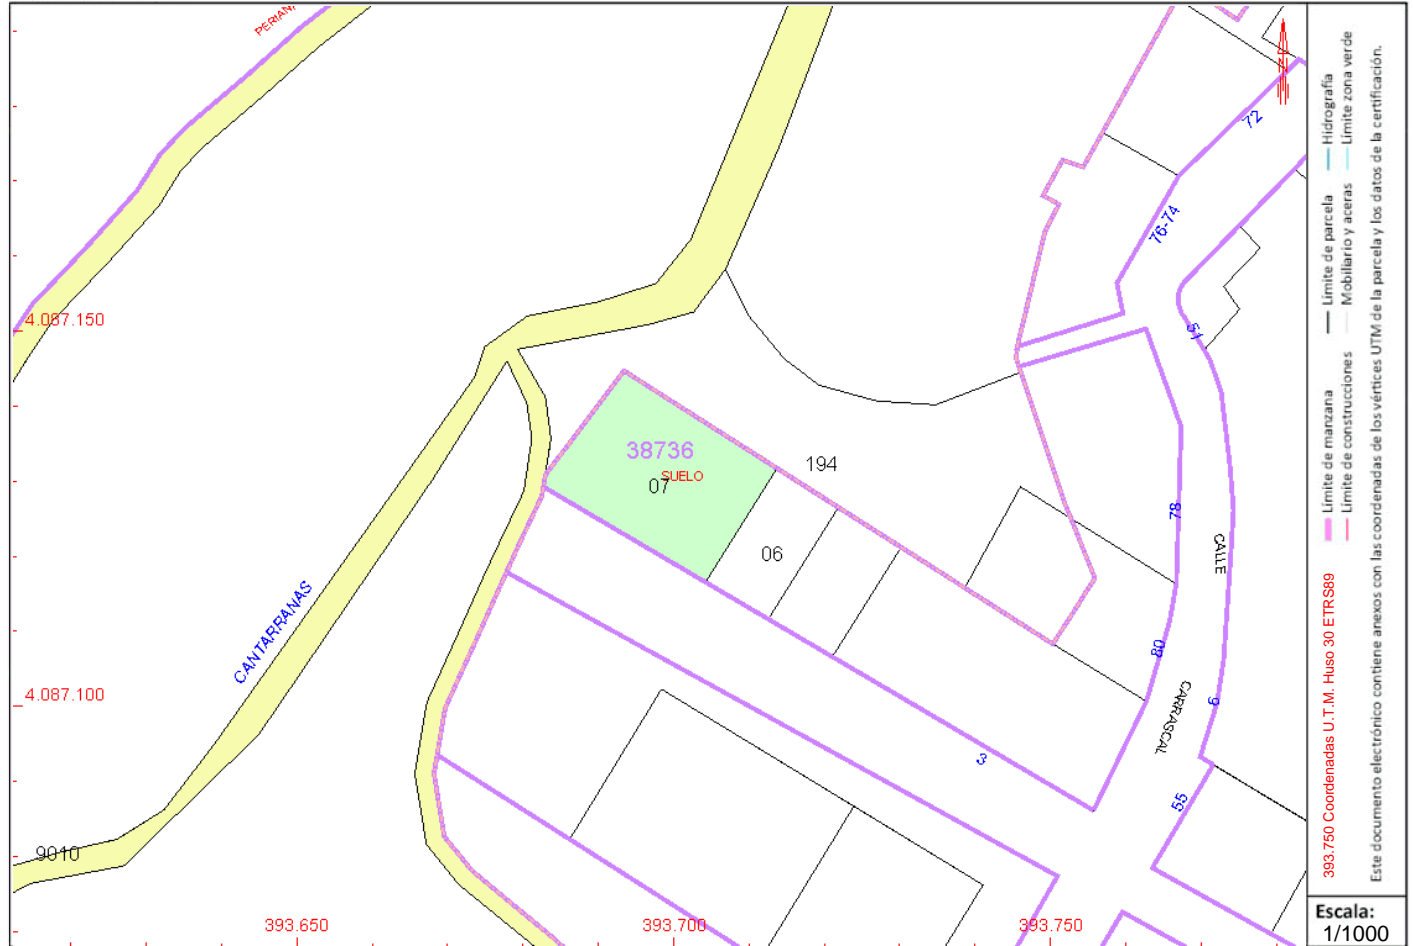 PERIAN
72
76-74
51
4.087.150
38736
SUELO
07
194
06
78
CALLE
CANTARRANAS
80
CARRASCAL
9
4.087.100
3
55
9010
393.650
393.700
393.750
N
Límite de manzana
Límite de parcela
Hidrografía
Límite de construcciones
Mobiliario y aceras
Límite zona verde
393.750 Coordenadas U.T.M. Huso 30 ETRS89
Este documento electrónico contiene anexos con las coordenadas de los vértices UTM de la parcela y los datos de la certificación.
Escala:
1/1000